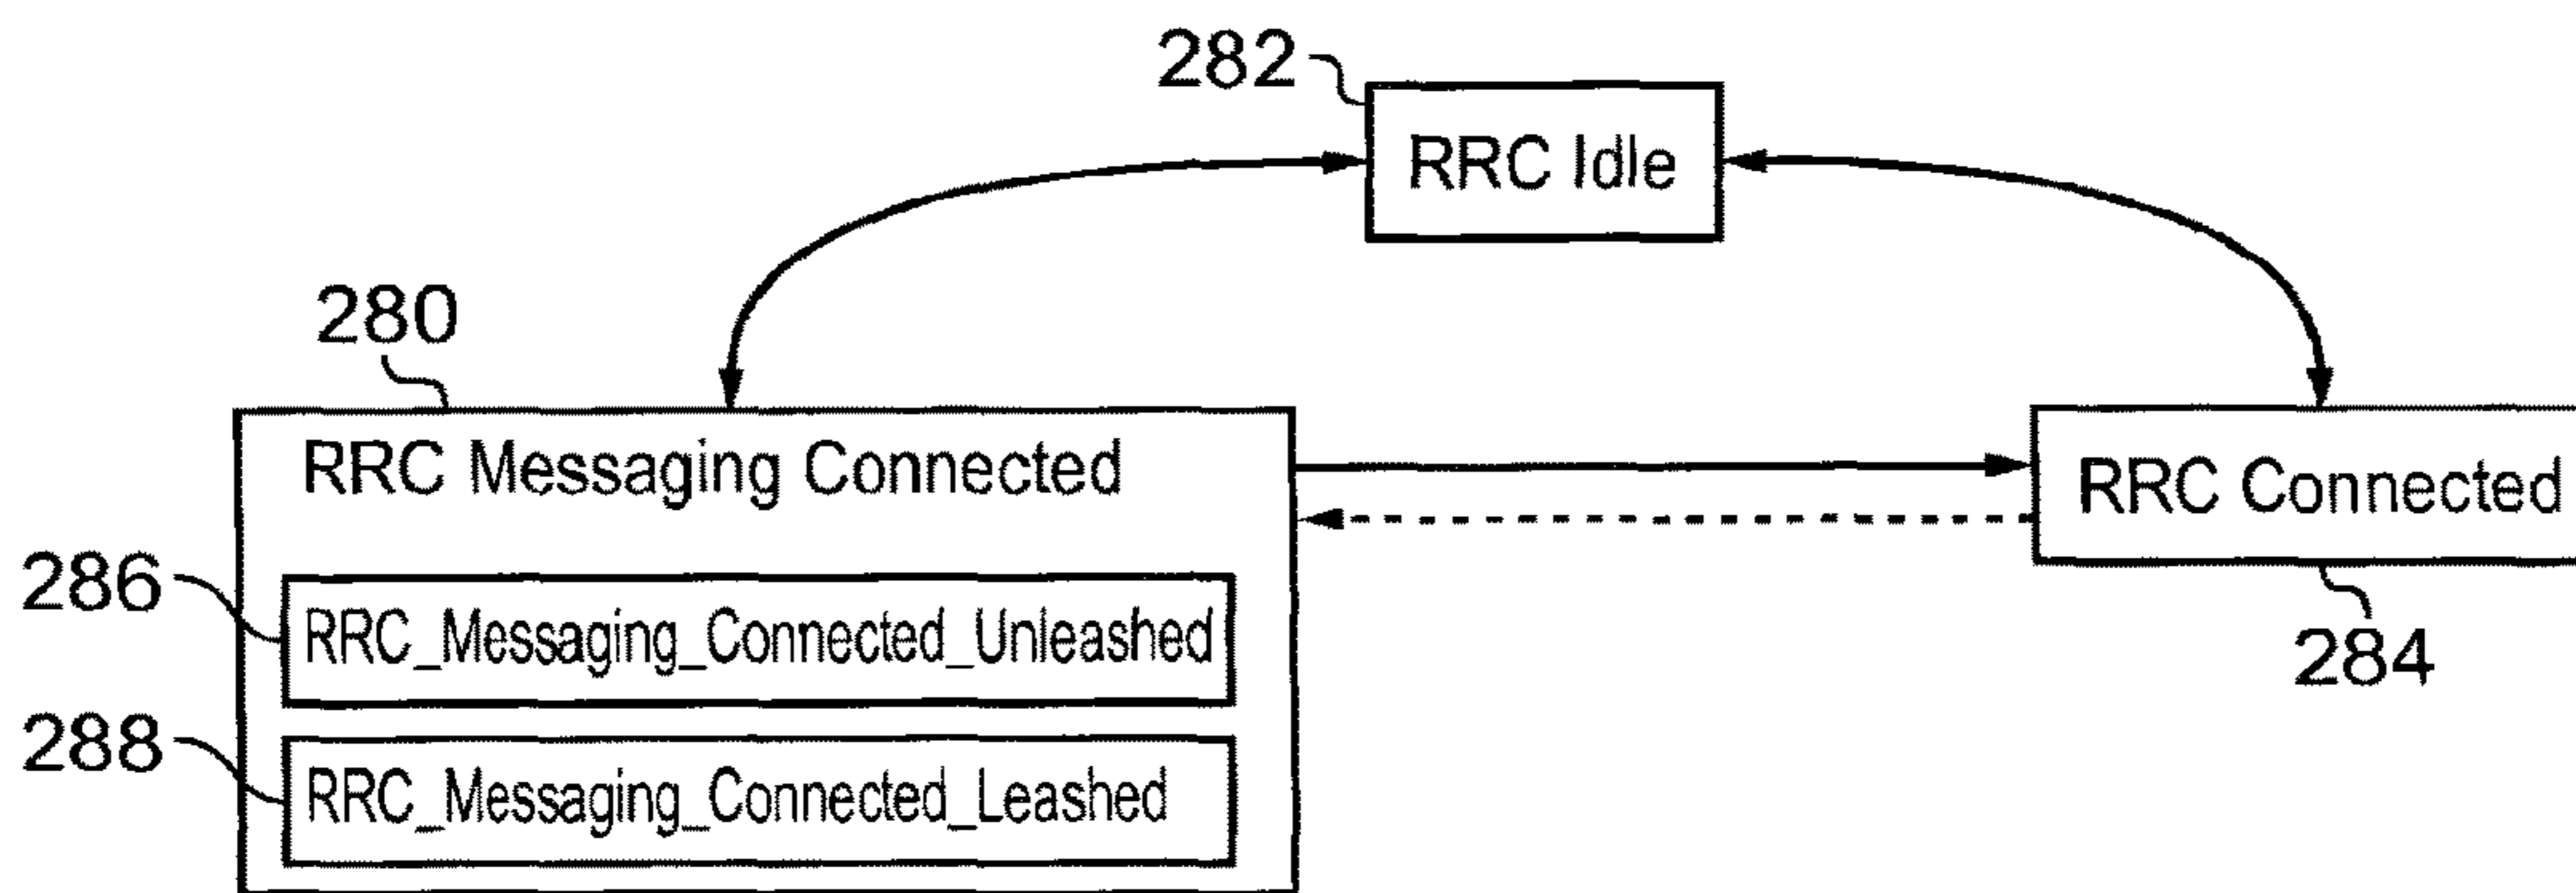 282
RRC Idle
280
RRC Messaging Connected
RRC Connected
286
RRC_Messaging_Connected_Unleashed
284
288
RRC_Messaging_Connected_Leashed